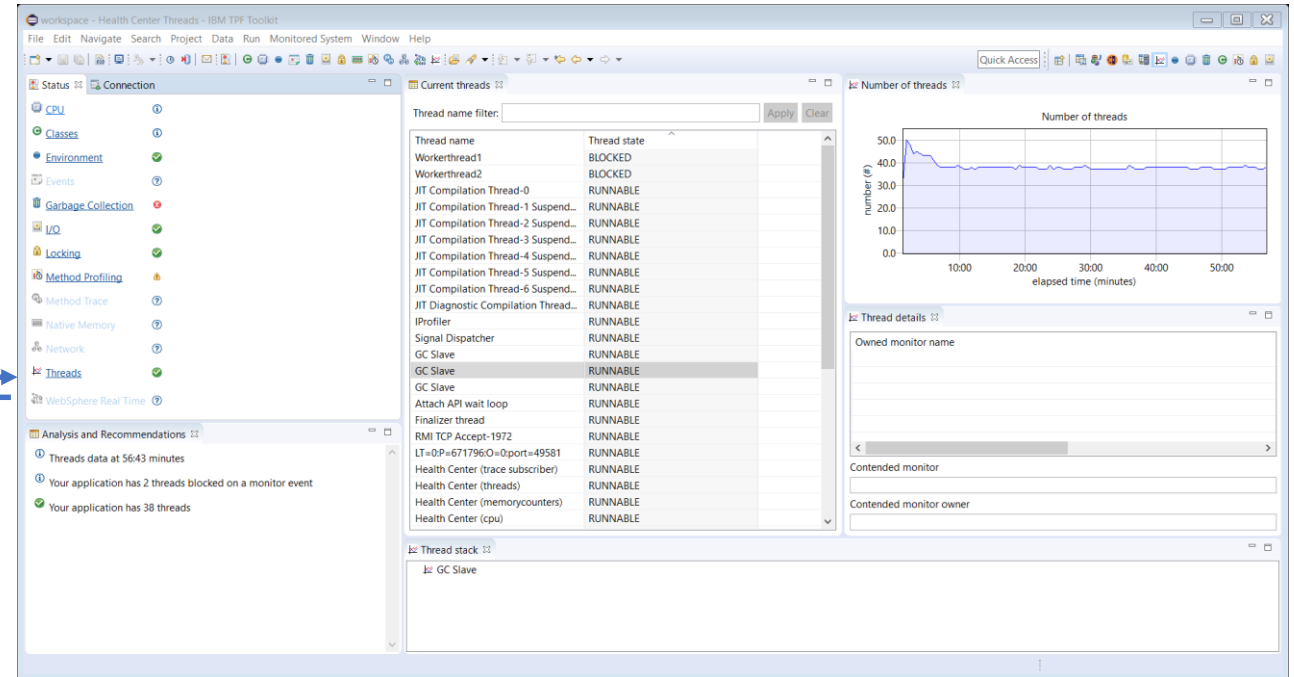 workspace - Health Center Threads - IBM TPF Toolkit
File Edit Navigate Search Project Data Run Monitored System Window Help
Quick Access
Status
Connection
CPU
Classes
Environment
Events
Garbage Collection
I/O
Locking
Method Profiling
Method Trace
Native Memory
Network
Threads
WebSphere Real Time
Analysis and Recommendations
Threads data at 56:43 minutes
Your application has 2 threads blocked on a monitor event
Your application has 38 threads
Current threads
Thread name filter:
Apply Clear
Thread name Thread state
Workerthread1 BLOCKED
Workerthread2 BLOCKED
JIT Compilation Thread-0 RUNNABLE
JIT Compilation Thread-1 Suspend... RUNNABLE
JIT Compilation Thread-2 Suspend... RUNNABLE
JIT Compilation Thread-3 Suspend... RUNNABLE
JIT Compilation Thread-4 Suspend... RUNNABLE
JIT Compilation Thread-5 Suspend... RUNNABLE
JIT Compilation Thread-6 Suspend... RUNNABLE
JIT Diagnostic Compilation Thread... RUNNABLE
IProfiler RUNNABLE
Signal Dispatcher RUNNABLE
GC Slave RUNNABLE
GC Slave RUNNABLE
GC Slave RUNNABLE
Attach API wait loop RUNNABLE
Finalizer thread RUNNABLE
RMI TCP Accept-1972 RUNNABLE
LT=0:P=671796:O=0:port=49581 RUNNABLE
Health Center (trace subscriber) RUNNABLE
Health Center (threads) RUNNABLE
Health Center (memorycounters) RUNNABLE
Health Center (cpu) RUNNABLE
Thread stack
GC Slave
Number of threads
Number of threads
number (#)
50.0
40.0
30.0
20.0
10.0
0.0
10:00 20:00 30:00 40:00 50:00
elapsed time (minutes)
Thread details
Owned monitor name
Contended monitor
Contended monitor owner